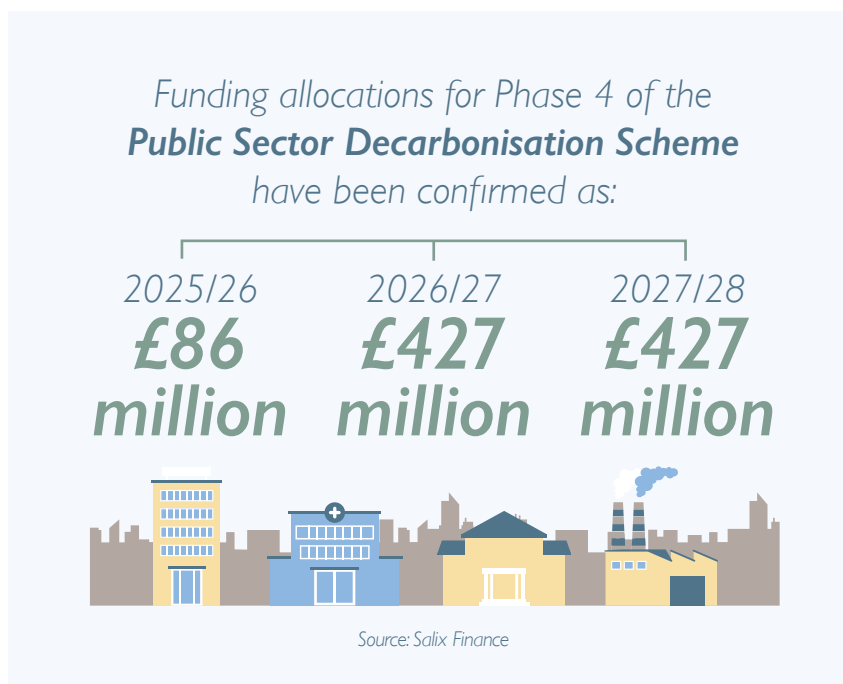 Funding allocations for Phase 4 of the
Public Sector Decarbonisation Scheme
have been confirmed as:
2025/26
£86
million
2026/27
£427
million
2027/28
£427
million
Source: Salix Finance